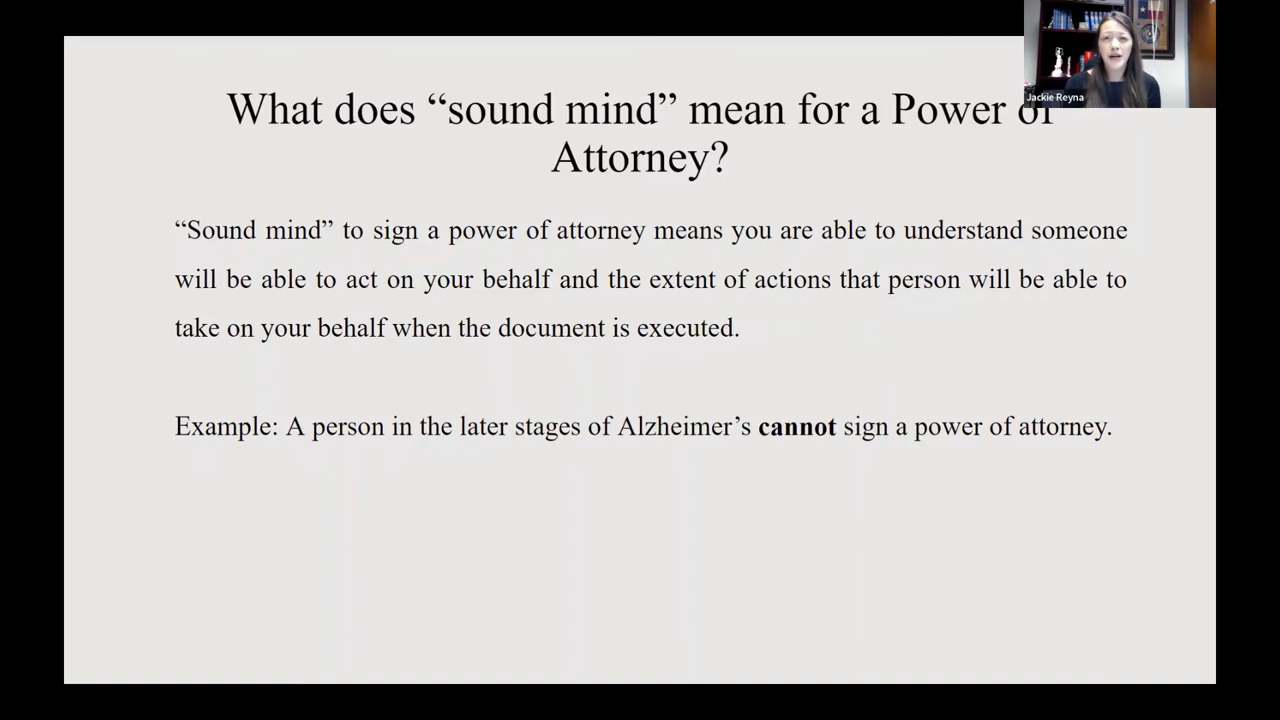 What does “sound mind” mean for a Power of
Attorney?
Jackie Reyna
“Sound mind” to sign a power of attorney means you are able to understand someone
will be able to act on your behalf and the extent of actions that person will be able to
take on your behalf when the document is executed.
Example: A person in the later stages of Alzheimer’s cannot sign a power of attorney.